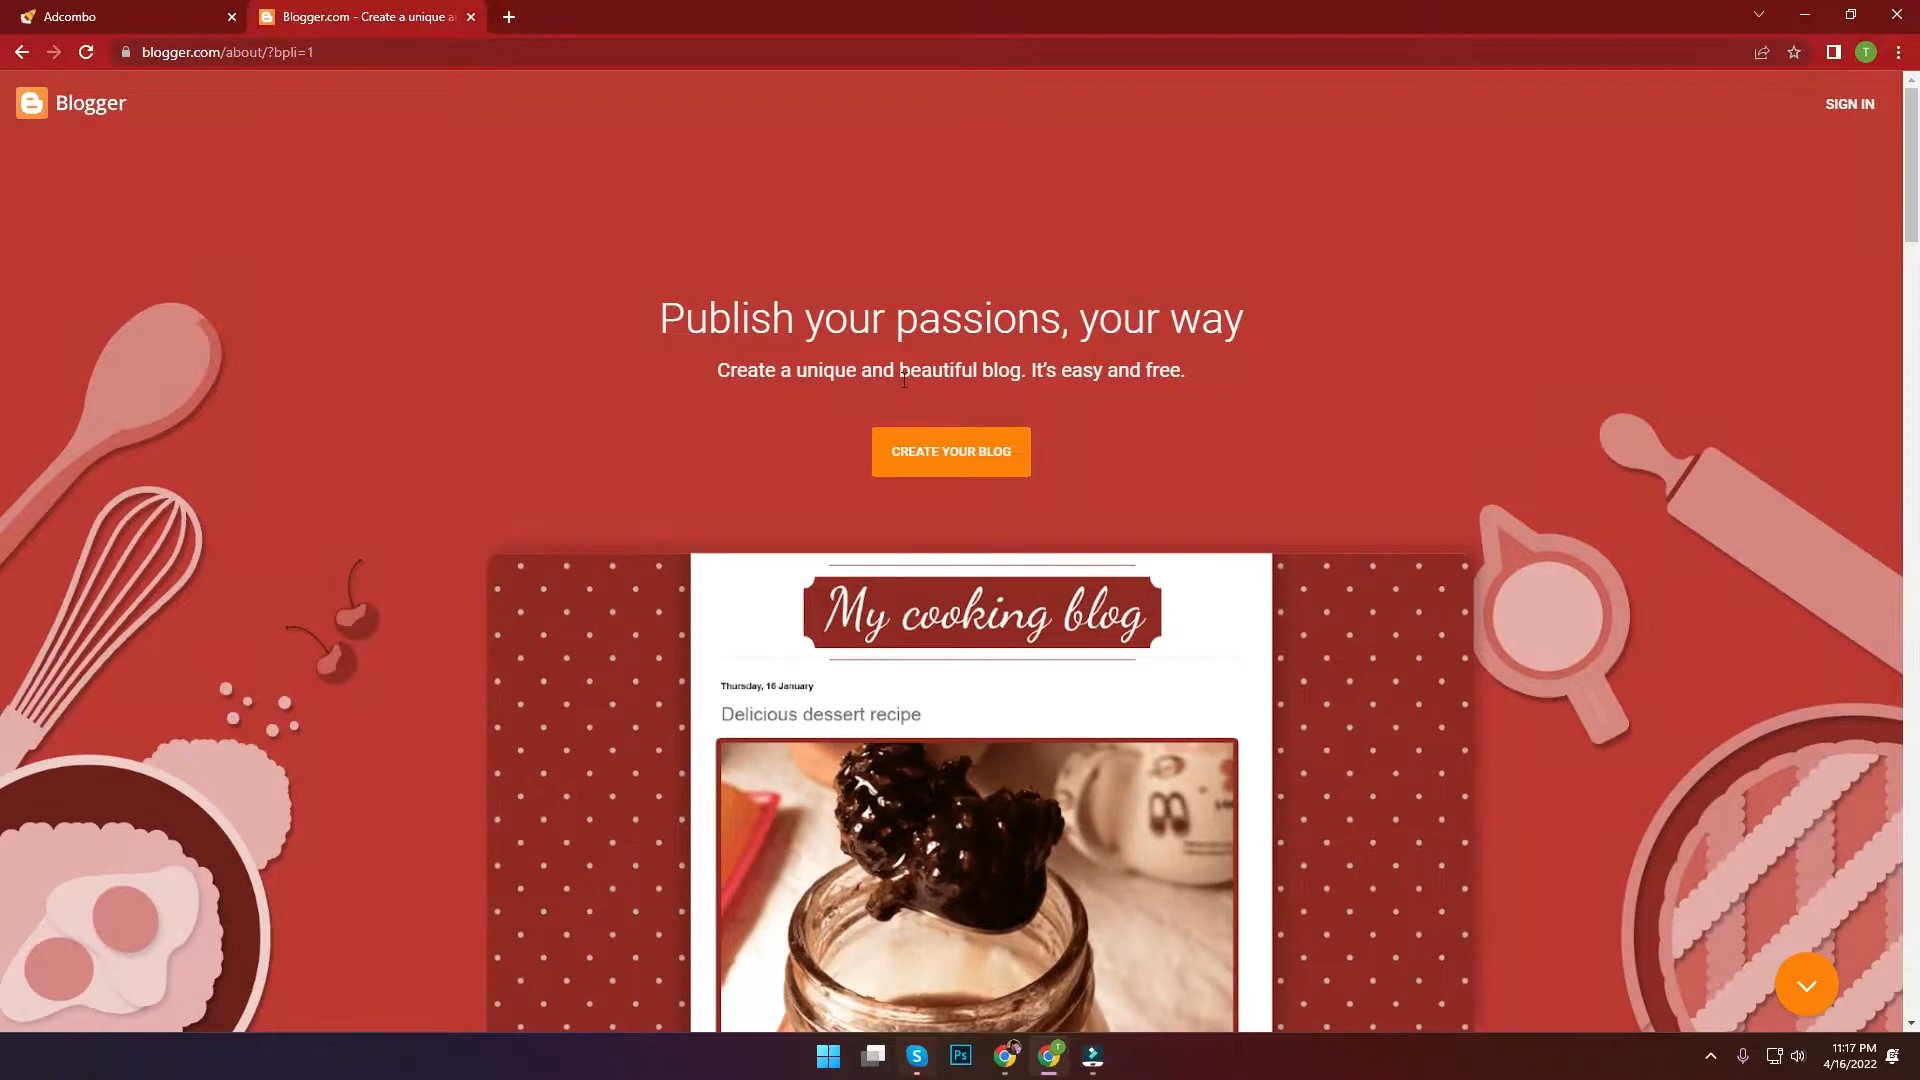 Adcombo
Blogger.com - Create a unique a
blogger.com/about/?bpli=1
T
Blogger
SIGN IN
Publish your passions, your way
Create a unique and beautiful blog. It's easy and free.
CREATE YOUR BLOG
My cooking blog
Thursday, 16 January
Delicious dessert recipe
S
Ps
T
11:17 PM
4/16/2022